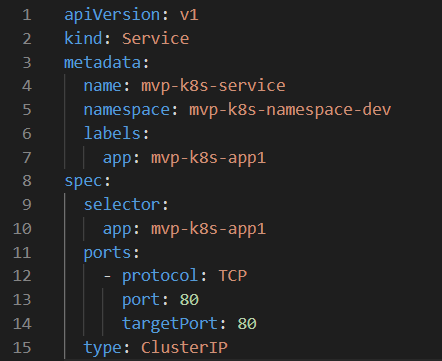 1 apiVersion: v1
2 kind: Service
3 metadata:
4   name: mvp-k8s-service
5   namespace: mvp-k8s-namespace-dev
6   labels:
7     app: mvp-k8s-app1
8 spec:
9   selector:
10     app: mvp-k8s-app1
11   ports:
12     - protocol: TCP
13       port: 80
14       targetPort: 80
15   type: ClusterIP